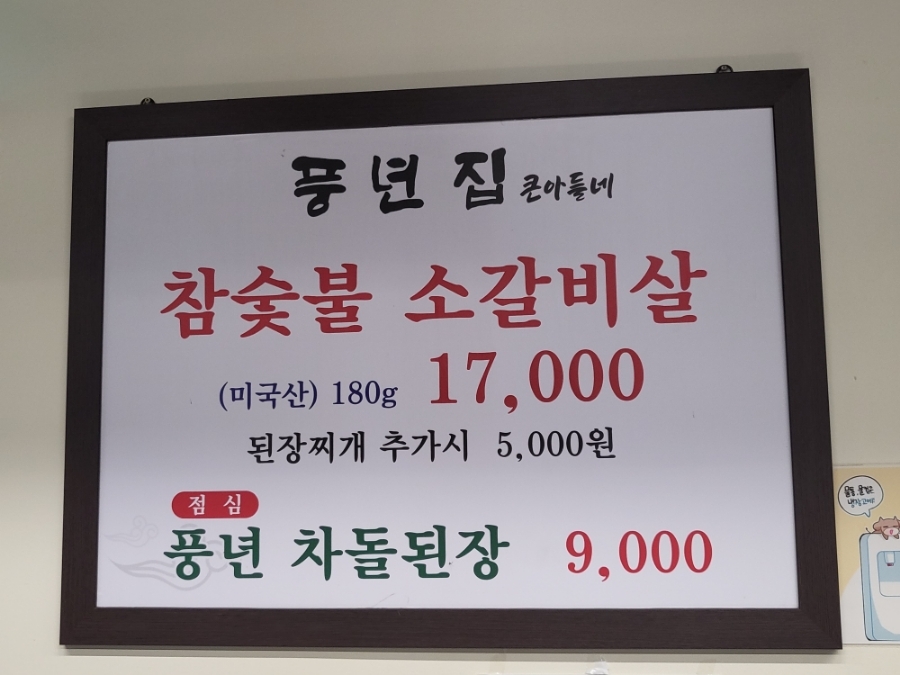 풍년집 큰아들네
참숯불 소갈비살
(미국산) 180g 17,000
된장찌개 추가시 5,000원
점심
풍년 차돌된장 9,000